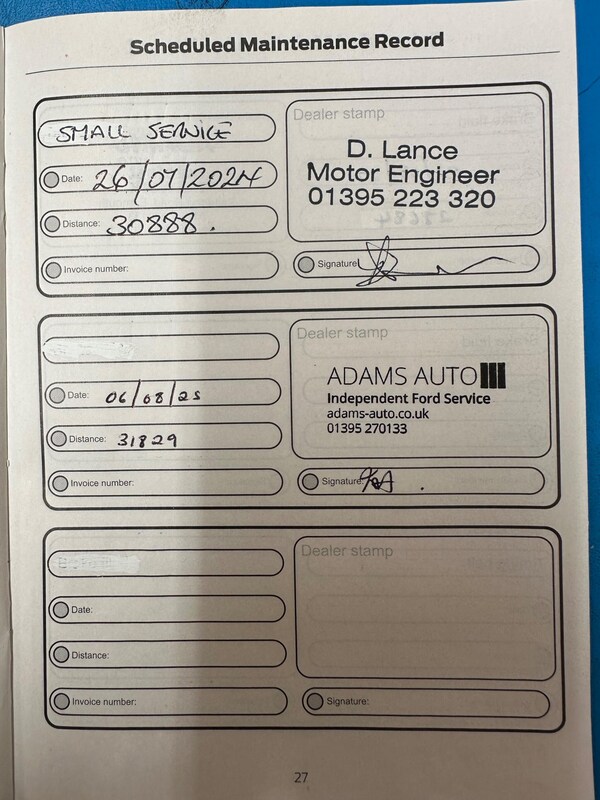 Scheduled Maintenance Record
SMALL SERVICE
Date: 26/07/2024
Distance: 30888.
Invoice number:
Dealer stamp
D. Lance
Motor Engineer
01395 223 320
Signature
Date: 06/08/25
Distance: 31829
Invoice number:
Dealer stamp
ADAMS AUTO
Independent Ford Service
adams-auto.co.uk
01395 270133
Signature:
Date:
Distance:
Invoice number:
Dealer stamp
Signature:
27